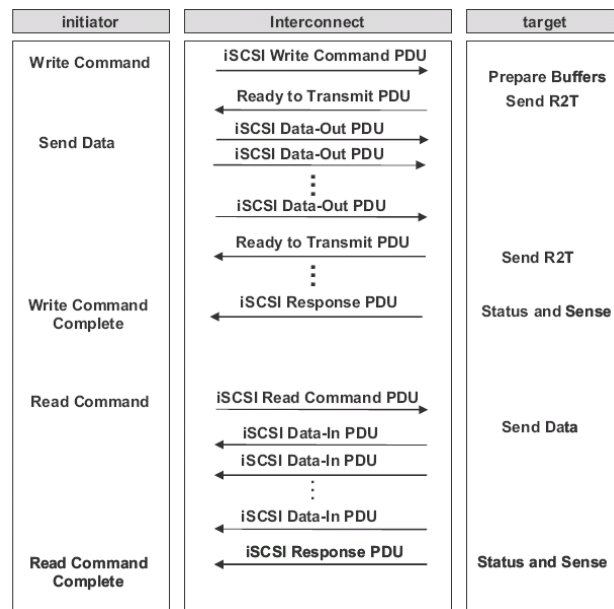 initiator Interconnect target
Write Command iSCSI Write Command PDU
Prepare Buffers
Ready to Transmit PDU Send R2T
Send Data iSCSI Data-Out PDU
iSCSI Data-Out PDU
iSCSI Data-Out PDU
Ready to Transmit PDU Send R2T
Write Command iSCSI Response PDU Status and Sense
Complete
Read Command iSCSI Read Command PDU
Send Data
iSCSI Data-In PDU
iSCSI Data-In PDU
iSCSI Data-In PDU
Read Command iSCSI Response PDU Status and Sense
Complete